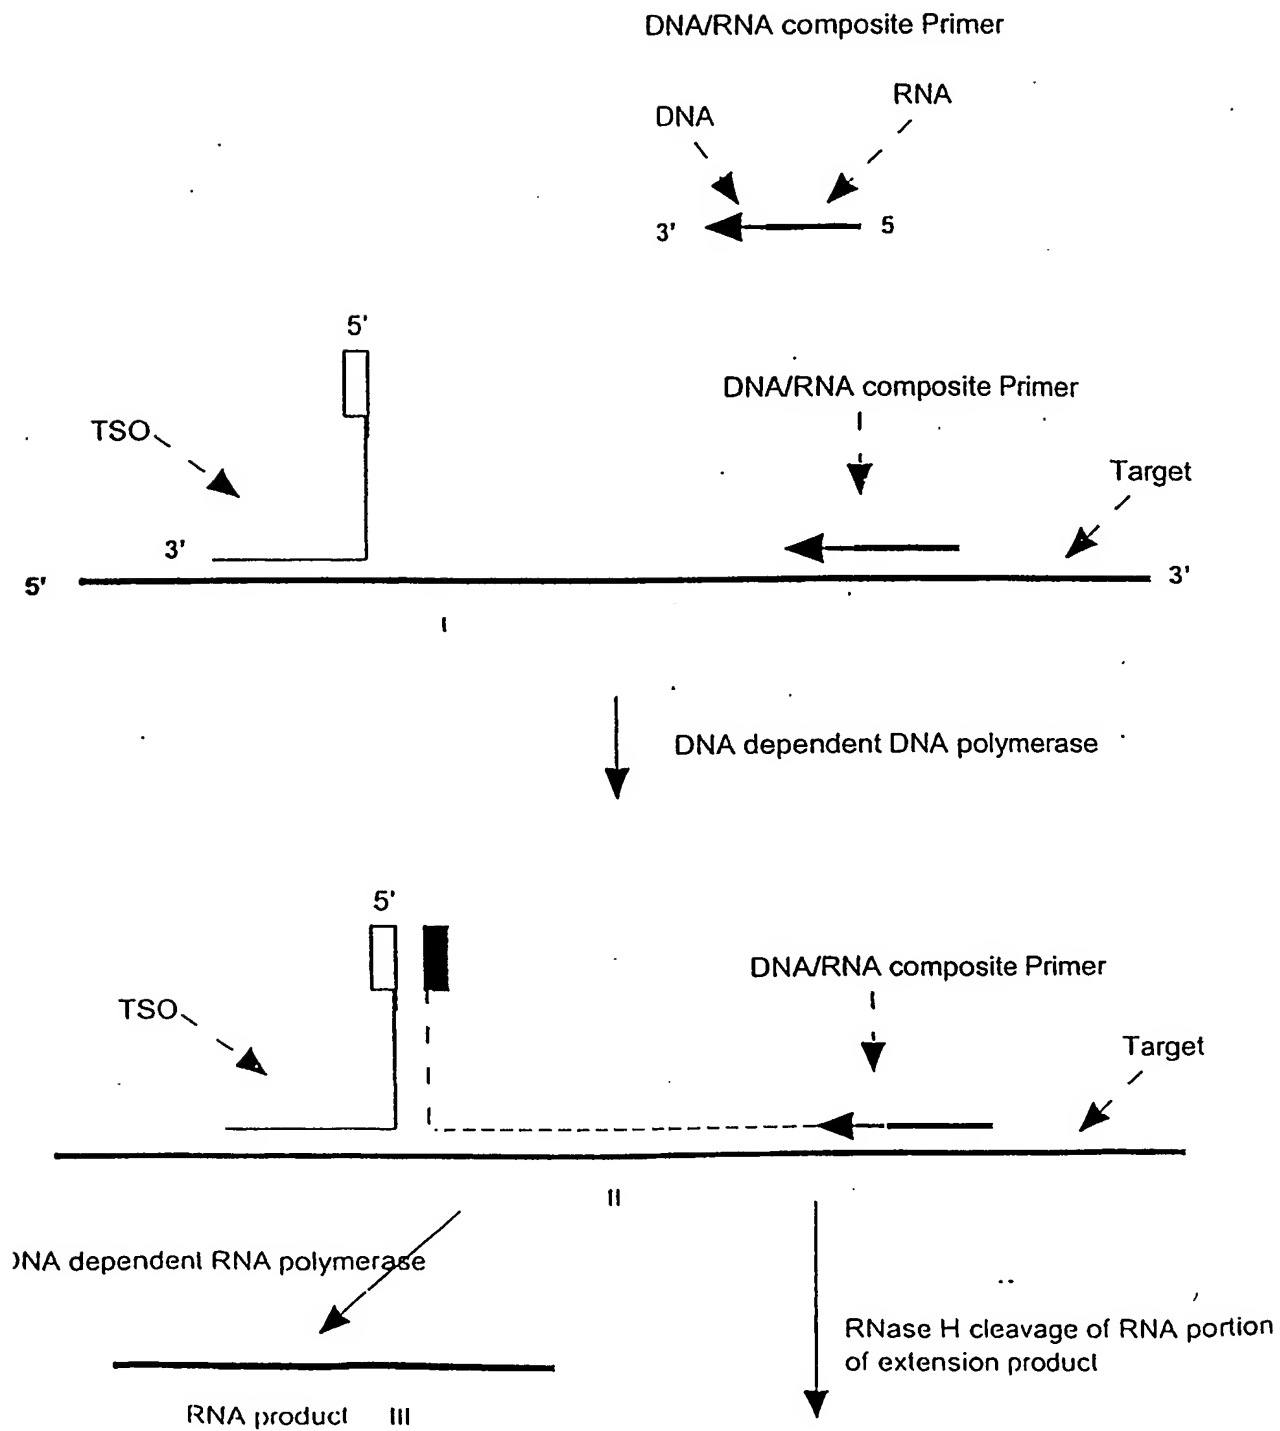 DNA/RNA composite Primer
DNA
RNA
3'
5
5'
DNA/RNA composite Primer
TSO
Target
3'
5'
3'
I
DNA dependent DNA polymerase
5'
DNA/RNA composite Primer
TSO
Target
II
)NA dependent RNA polymerase
RNase H cleavage of RNA portion
of extension product
RNA product III